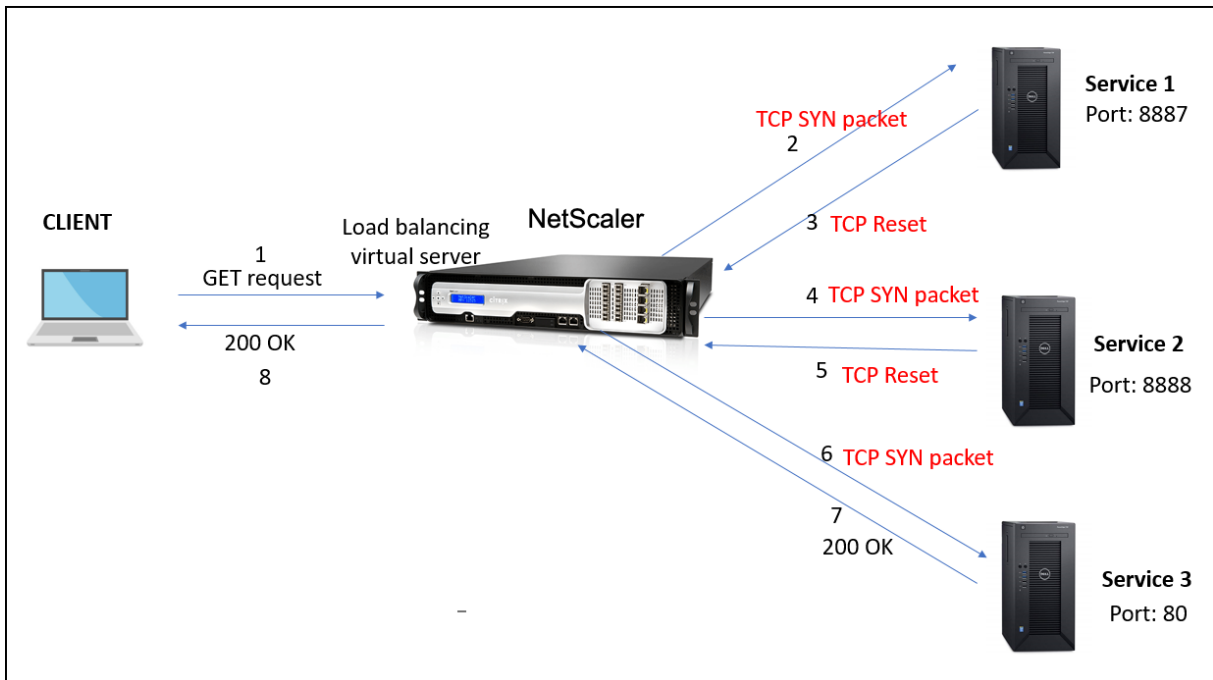 Service 1
Port: 8887
TCP SYN packet
2
3 TCP Reset
NetScaler
CLIENT
Load balancing
virtual server
1
GET request
200 OK
8
4 TCP SYN packet
5 TCP Reset
Service 2
Port: 8888
6 TCP SYN packet
7
200 OK
Service 3
Port: 80
–